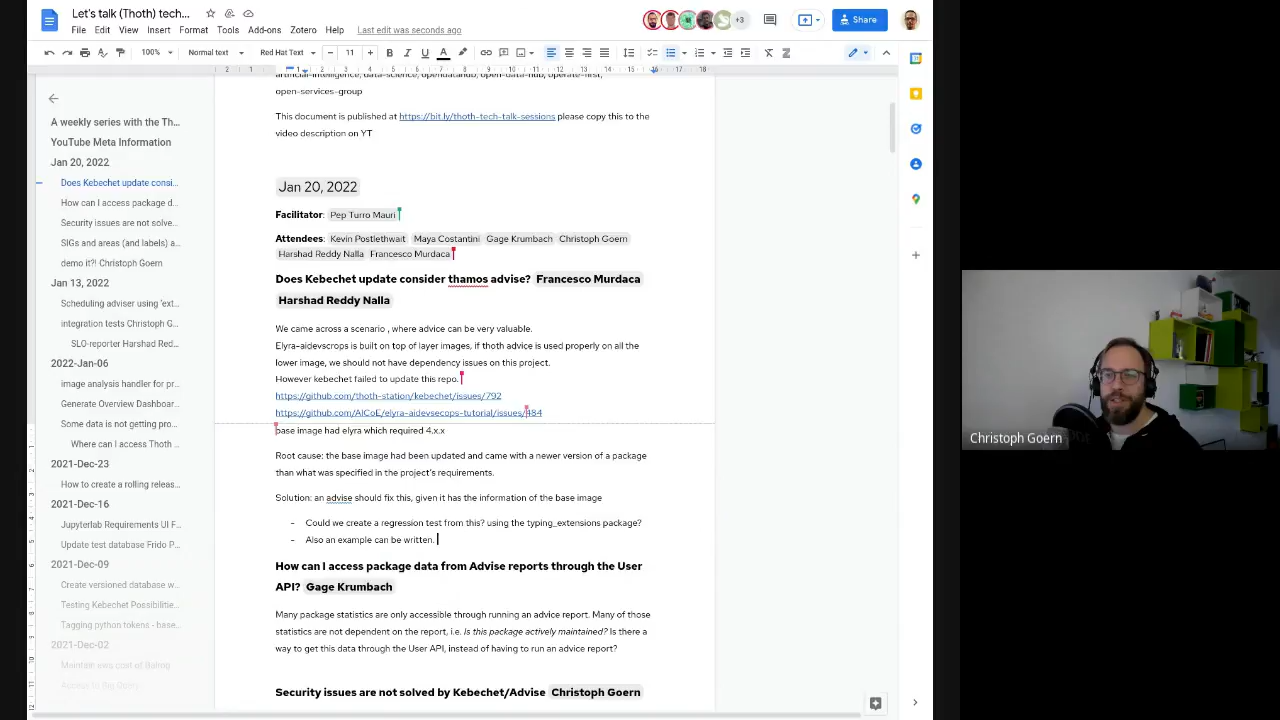 Let's talk (Thoth) tech...
File Edit View Insert Format Tools Add-ons Zotero Help Last edit was seconds ago
+3
Share
100% Normal text Red Hat Text 11
A weekly series with the Th...
YouTube Meta Information
Jan 20, 2022
Does Kebechet update consi...
How can I access package d...
Security issues are not solve...
SIGs and areas (and labels) a...
demo it?! Christoph Goern
Jan 13, 2022
Scheduling adviser using 'ext...
integration tests Christoph G...
SLO-reporter Harshad Red...
2022-Jan-06
image analysis handler for pr...
Generate Overview Dashboar...
Some data is not getting pro...
Where can I access Thoth ...
2021-Dec-23
How to create a rolling releas...
2021-Dec-16
Jupyterlab Requirements UI F...
Update test database Frido P...
2021-Dec-09
Create versioned database w...
Testing Kebechet Possibilitie...
Tagging python tokens - base...
2021-Dec-02
Maintain aws cost of Balrog
artificial-intelligence, data-science, opendatahub, open-data-hub, operate-first,
open-services-group
This document is published at https://bit.ly/thoth-tech-talk-sessions please copy this to the
video description on YT
Jan 20, 2022
Facilitator: Pep Turro Mauri
Attendees: Kevin Postlethwait Maya Costantini Gage Krumbach Christoph Goern
Harshad Reddy Nalla Francesco Murdaca
Does Kebechet update consider thamos advise? Francesco Murdaca
Harshad Reddy Nalla
We came across a scenario , where advice can be very valuable.
Elyra-aidevscrops is built on top of layer images, if thoth advice is used properly on all the
lower image, we should not have dependency issues on this project.
However kebechet failed to update this repo.
https://github.com/thoth-station/kebechet/issues/792
https://github.com/AICoE/elyra-aidevsecops-tutorial/issues/484
base image had elyra which required 4.x.x
Root cause: the base image had been updated and came with a newer version of a package
than what was specified in the project's requirements.
Solution: an advise should fix this, given it has the information of the base image
- Could we create a regression test from this? using the typing_extensions package?
- Also an example can be written.
How can I access package data from Advise reports through the User
API? Gage Krumbach
Many package statistics are only accessible through running an advice report. Many of those
statistics are not dependent on the report, i.e. Is this package actively maintained? Is there a
way to get this data through the User API, instead of having to run an advice report?
Security issues are not solved by Kebechet/Advise Christoph Goern
Christoph Goern